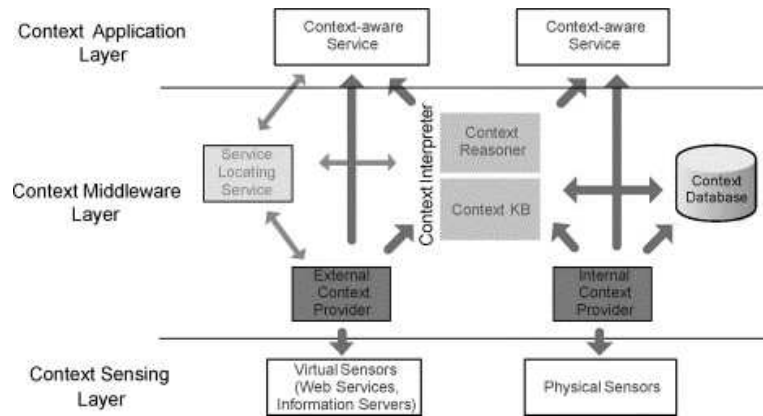 Context Application
Layer
Context-aware
Service
Context-aware
Service
Context Middleware
Layer
Service
Locating
Service
Context Interpreter
Context
Reasoner
Context KB
Context
Database
External
Context
Provider
Internal
Context
Provider
Context Sensing
Layer
Virtual Sensors
(Web Services,
Information Servers)
Physical Sensors